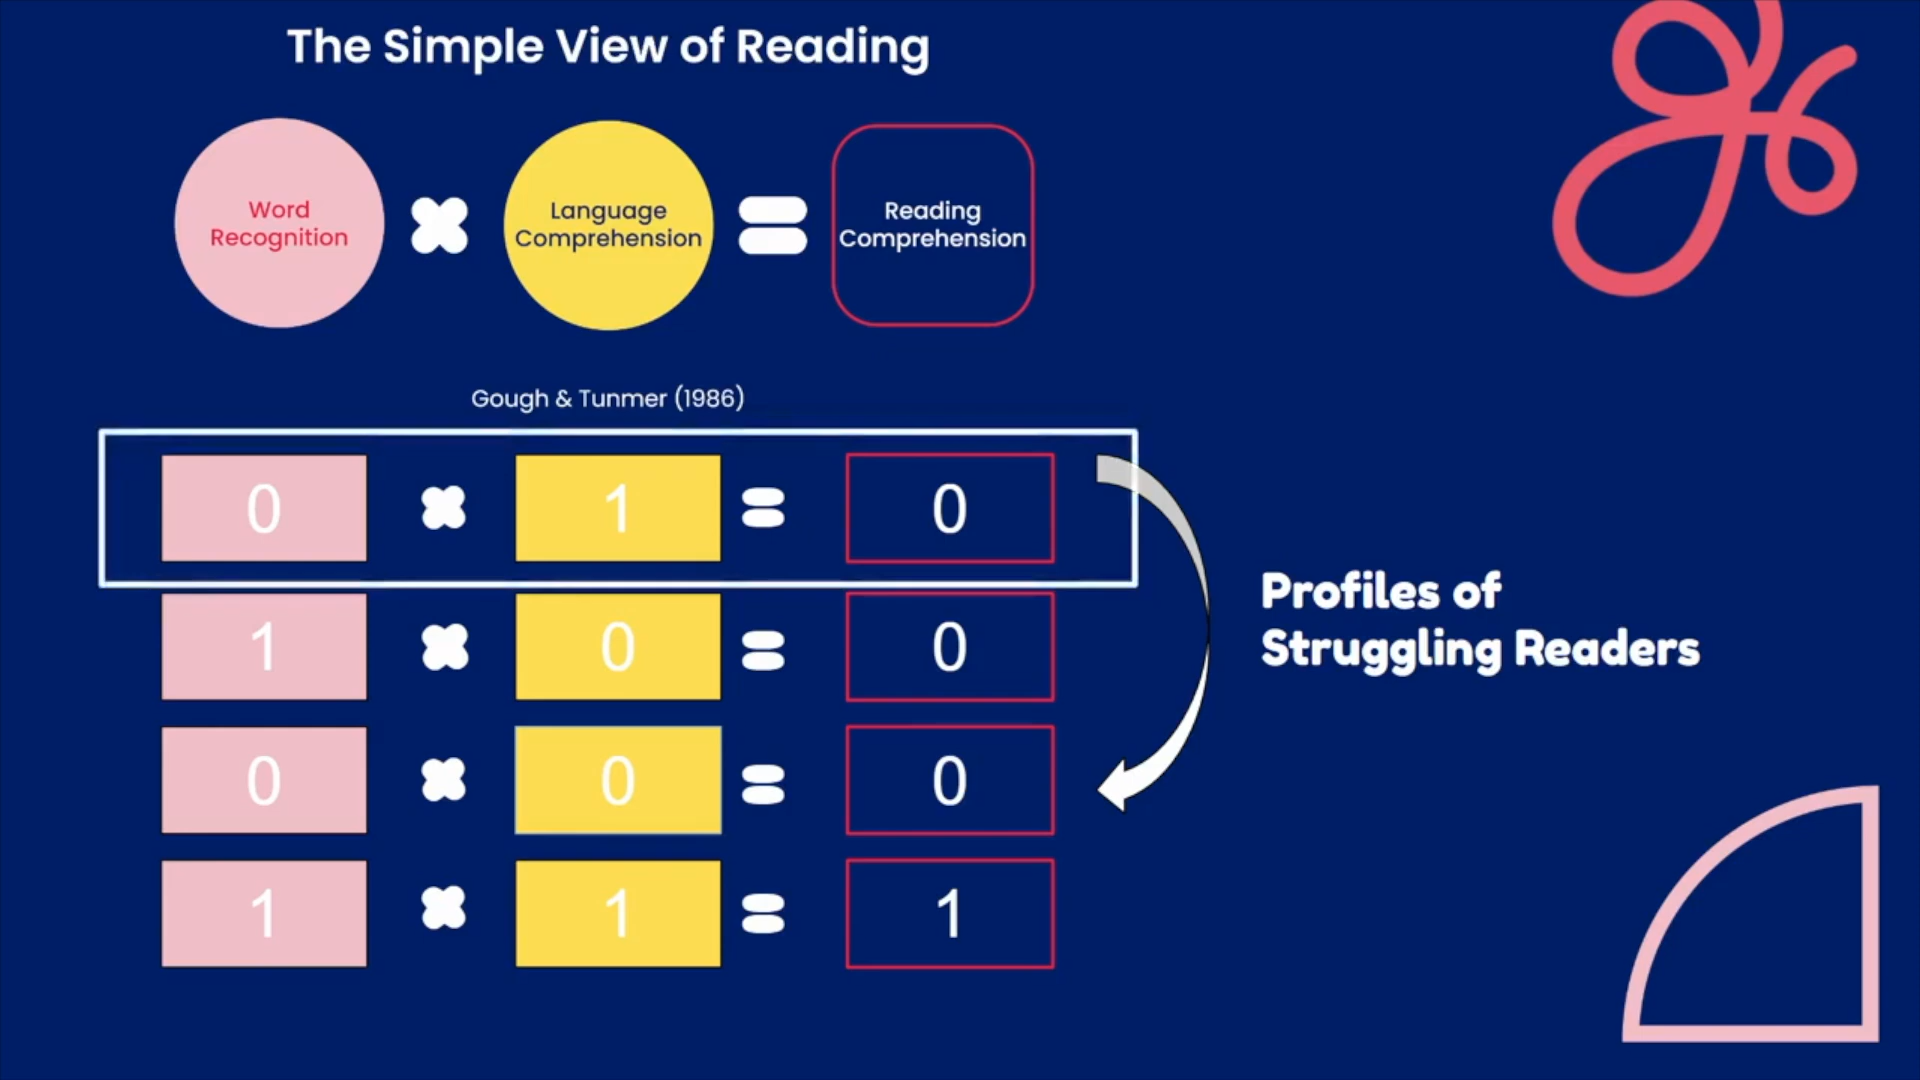 The Simple View of Reading
Word
Recognition
Language
Comprehension
Reading
Comprehension
Gough & Tunmer (1986)
0 1 0
1 0 0
0 0 0
1 1 1
Profiles of
Struggling Readers